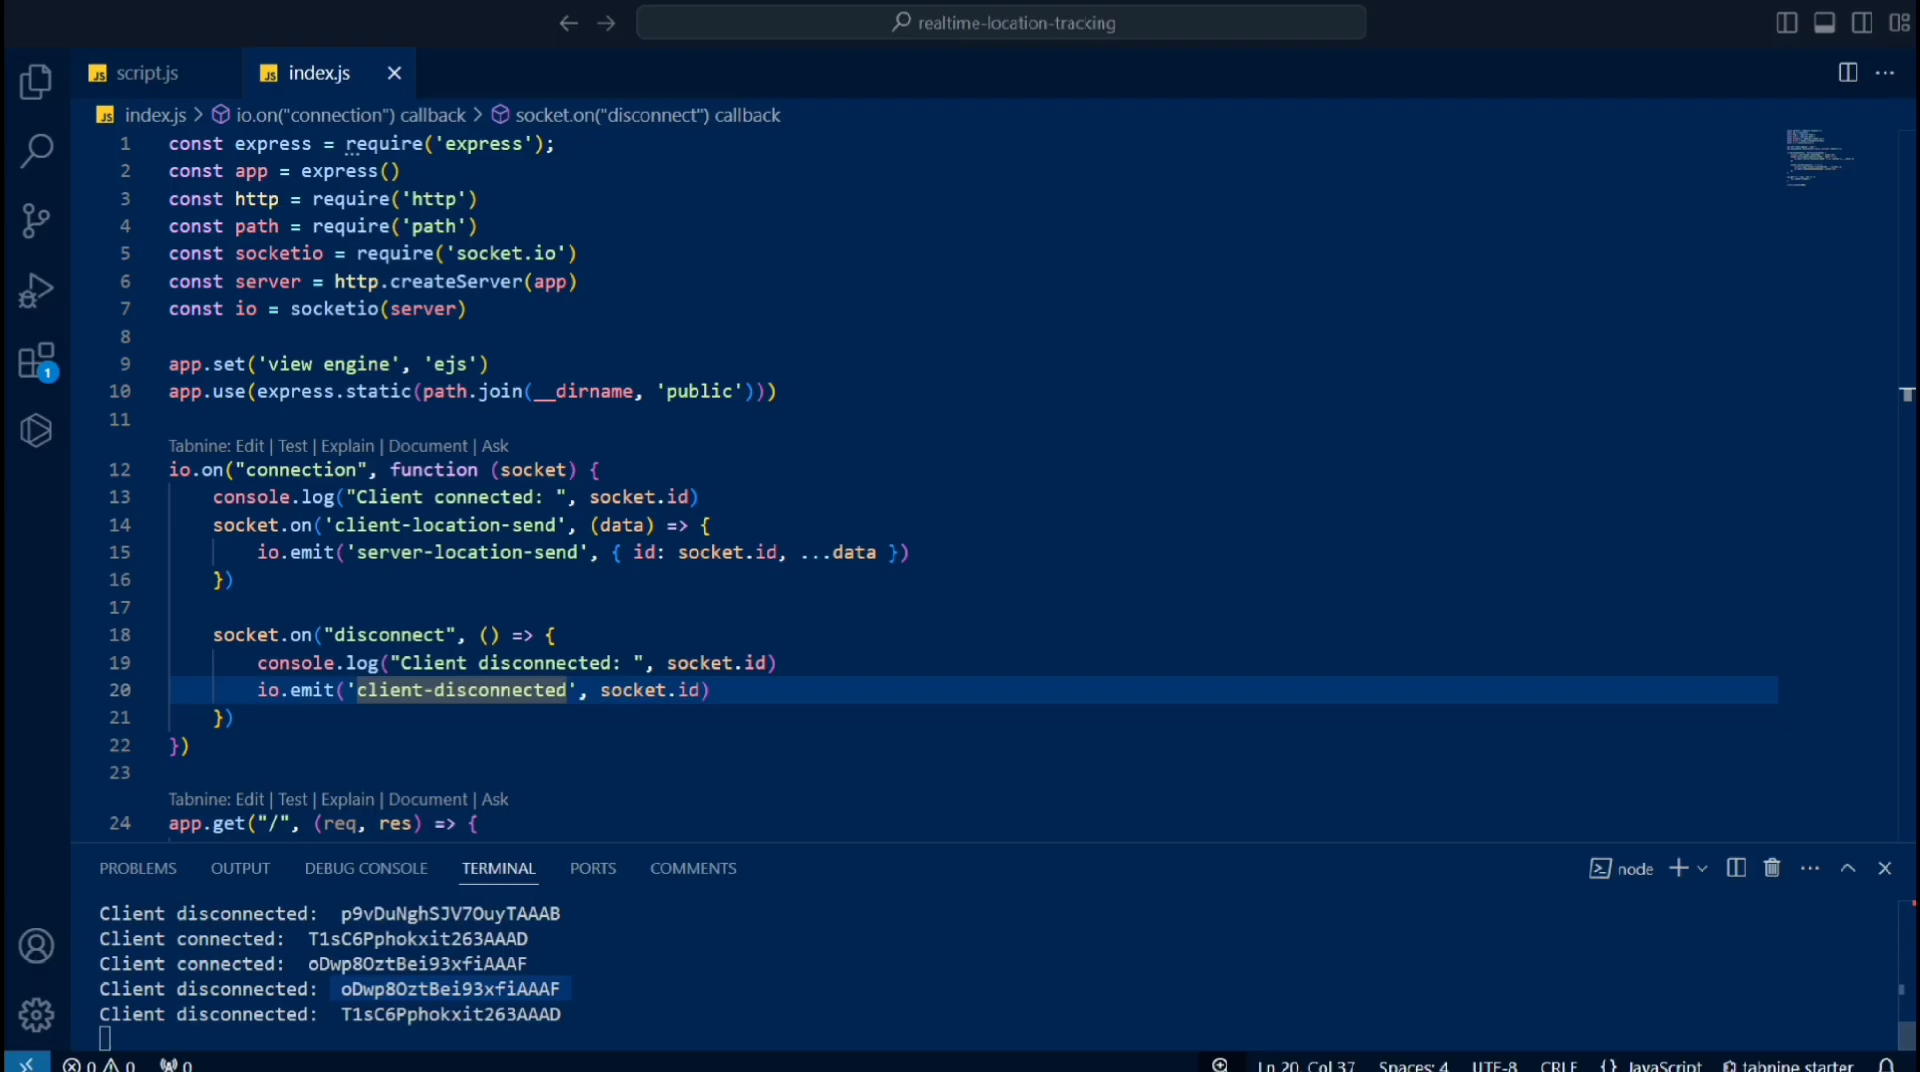 realtime-location-tracking
script.js
index.js
index.js > io.on("connection") callback > socket.on("disconnect") callback
1 const express = require('express');
2 const app = express()
3 const http = require('http')
4 const path = require('path')
5 const socketio = require('socket.io')
6 const server = http.createServer(app)
7 const io = socketio(server)
8
9 app.set('view engine', 'ejs')
10 app.use(express.static(path.join(__dirname, 'public')))
11
Tabnine: Edit | Test | Explain | Document | Ask
12 io.on("connection", function (socket) {
13     console.log("Client connected: ", socket.id)
14     socket.on('client-location-send', (data) => {
15         io.emit('server-location-send', { id: socket.id, ...data })
16     })
17
18     socket.on("disconnect", () => {
19         console.log("Client disconnected: ", socket.id)
20         io.emit('client-disconnected', socket.id)
21     })
22 })
23
Tabnine: Edit | Test | Explain | Document | Ask
24 app.get("/", (req, res) => {
PROBLEMS OUTPUT DEBUG CONSOLE TERMINAL PORTS COMMENTS
node
Client disconnected:  p9vDuNghSJV7OuyTAAAB
Client connected:  T1sC6Pphokxit263AAAD
Client connected:  oDwp8OztBei93xfiAAAF
Client disconnected:  oDwp8OztBei93xfiAAAF
Client disconnected:  T1sC6Pphokxit263AAAD
0 0 0 Ln 20, Col 37 Spaces: 4 UTF-8 CRLF {} JavaScript tabnine starter